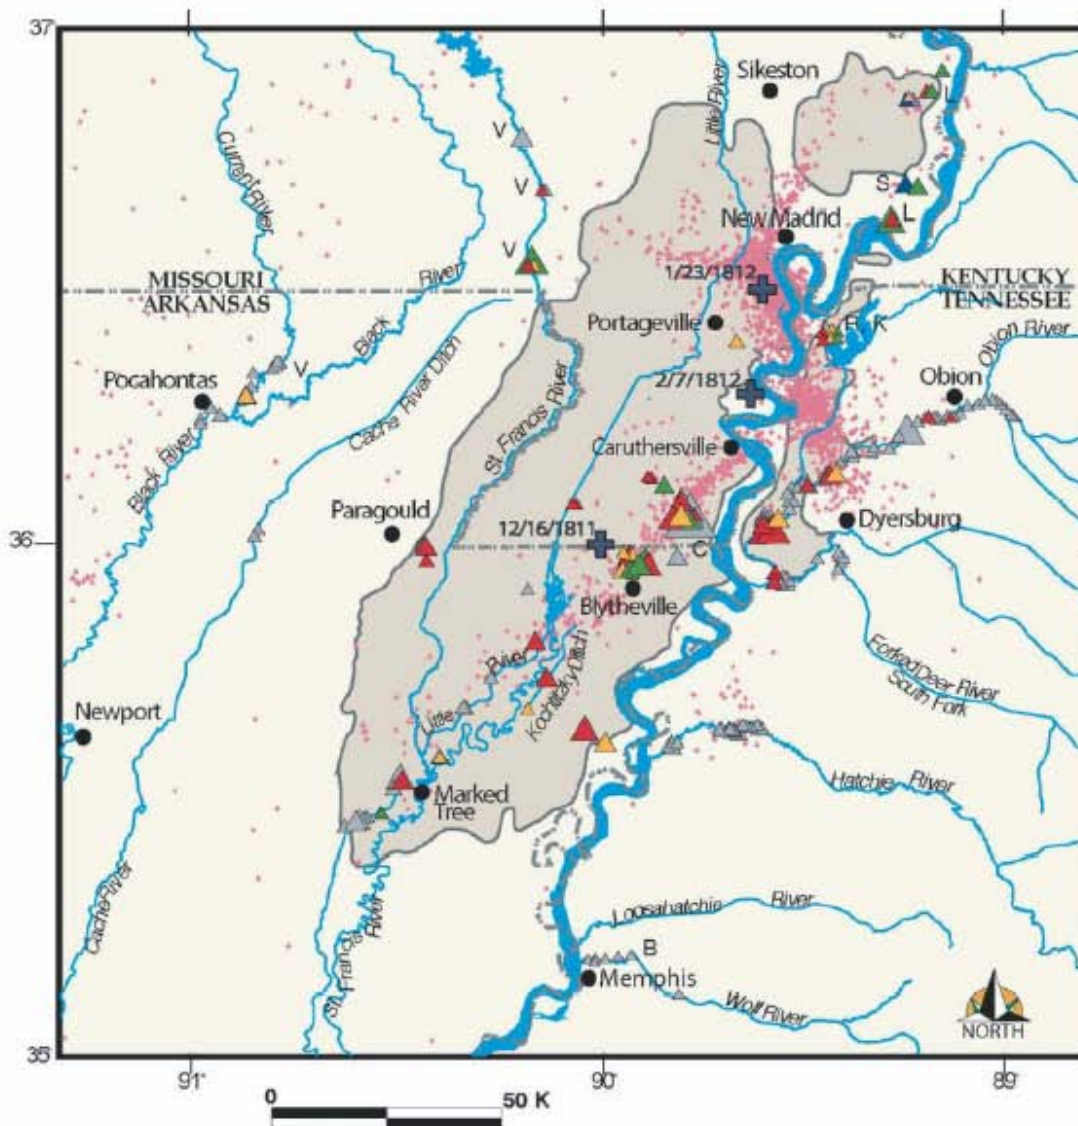 37°
Sikeston
Little River
L
V
Current River
V
S
L
New Madrid
V
1/23/1812
MISSOURI
ARKANSAS
River
KENTUCKY
TENNESSEE
Portageville
R, K
Black
Obion River
Pocahontas
V
2/7/1812
Obion
Cache River Ditch
St. Francis River
Caruthersville
Black River
Paragould
12/16/1811
Dyersburg
36°
C
Blytheville
River
Kochtitaky Ditch
Forked Deer River
South Fork
Little
Newport
Hatchie River
Marked
Tree
Cache River
St. Francis River
Loosahatchie River
B
Memphis
Wolf River
NORTH
35°
91°
90°
89°
0 50 K